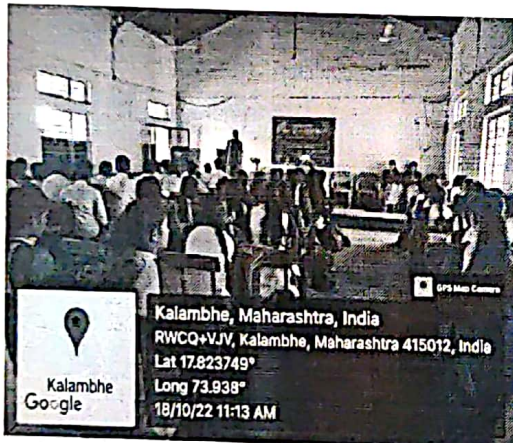 GPS Map Camera
Kalambhe, Maharashtra, India
RWCQ+VJV, Kalambhe, Maharashtra 415012, India
Lat 17.823749°
Long 73.938°
18/10/22 11:13 AM
Kalambhe
Google